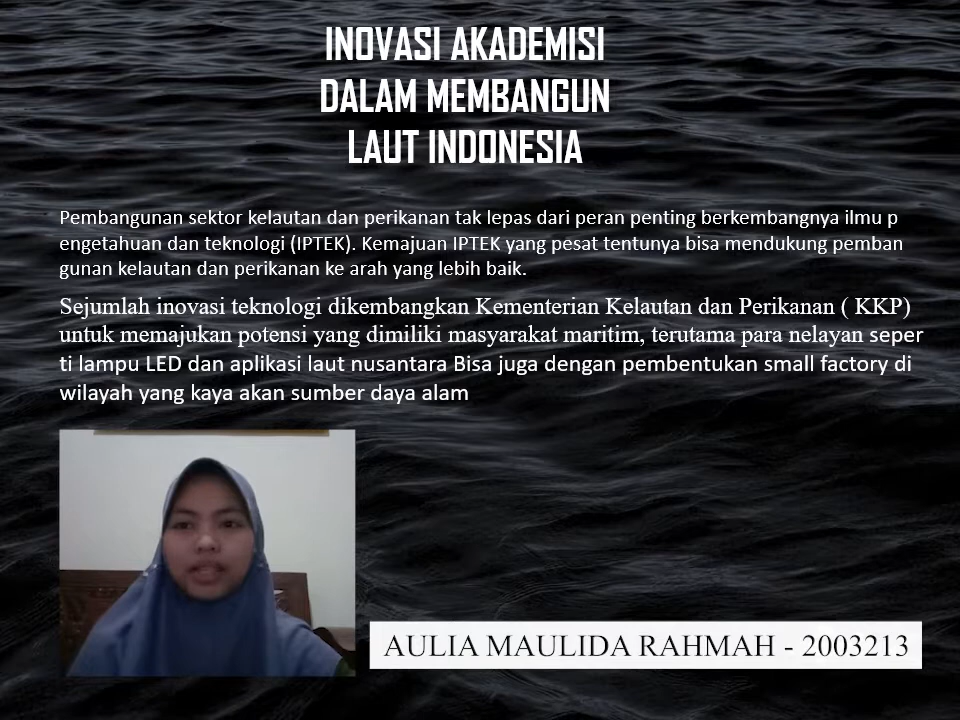 INOVASI AKADEMISI
DALAM MEMBANGUN
LAUT INDONESIA
Pembangunan sektor kelautan dan perikanan tak lepas dari peran penting berkembangnya ilmu p
engetahuan dan teknologi (IPTEK). Kemajuan IPTEK yang pesat tentunya bisa mendukung pemban
gunan kelautan dan perikanan ke arah yang lebih baik.
Sejumlah inovasi teknologi dikembangkan Kementerian Kelautan dan Perikanan ( KKP)
untuk memajukan potensi yang dimiliki masyarakat maritim, terutama para nelayan seper
ti lampu LED dan aplikasi laut nusantara Bisa juga dengan pembentukan small factory di
wilayah yang kaya akan sumber daya alam
AULIA MAULIDA RAHMAH - 2003213